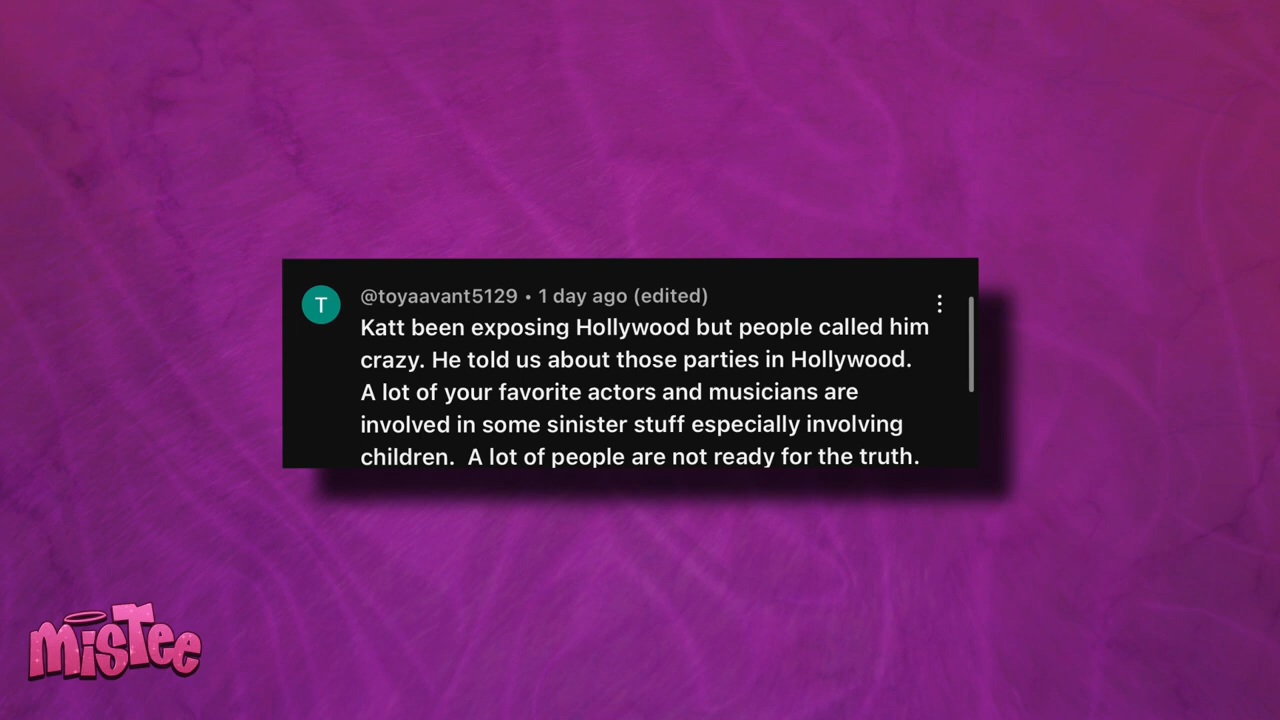 T
@toyaavant5129 • 1 day ago (edited)
Katt been exposing Hollywood but people called him
crazy. He told us about those parties in Hollywood.
A lot of your favorite actors and musicians are
involved in some sinister stuff especially involving
children.  A lot of people are not ready for the truth.
MisTee